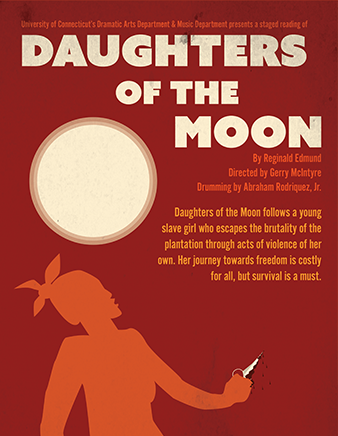 University of Connecticut's Dramatic Arts Department & Music Department presents a staged reading of
DAUGHTERS
OF THE
MOON
By Reginald Edmund
Directed by Gerry McIntyre
Drumming by Abraham Rodriquez, Jr.
Daughters of the Moon follows a young
slave girl who escapes the brutality of the
plantation through acts of violence of her
own. Her journey towards freedom is costly
for all, but survival is a must.